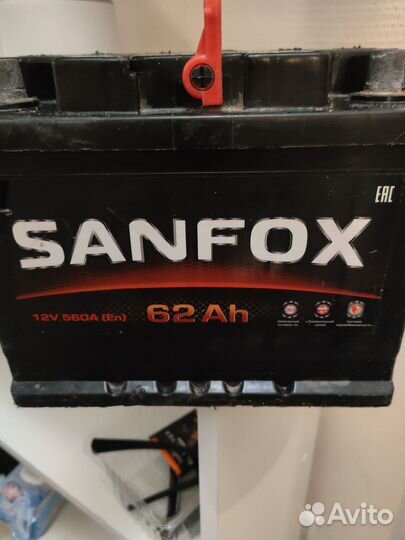 EAC
SANFOX
12V 560A (En)
62 Ah
Avito